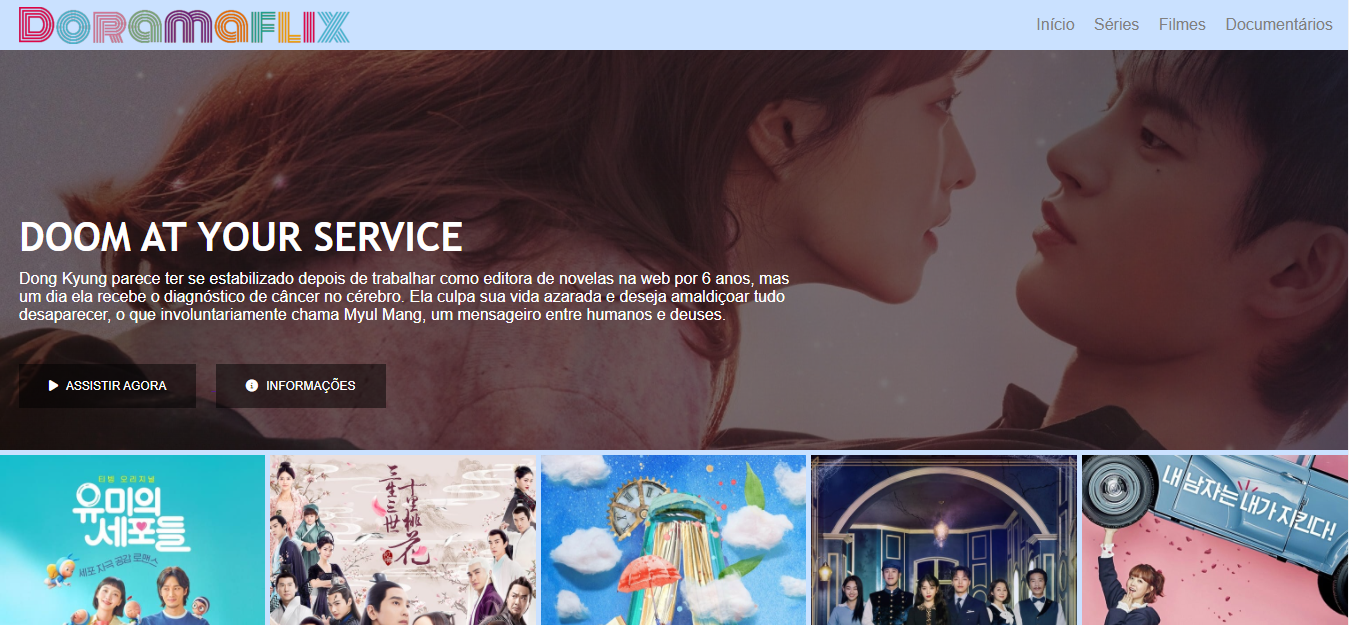 DORAMAFLIX
Início Séries Filmes Documentários
DOOM AT YOUR SERVICE
Dong Kyung parece ter se estabilizado depois de trabalhar como editora de novelas na web por 6 anos, mas
um dia ela recebe o diagnóstico de câncer no cérebro. Ela culpa sua vida azarada e deseja amaldiçoar tudo
desaparecer, o que involuntariamente chama Myul Mang, um mensageiro entre humanos e deuses.
ASSISTIR AGORA
INFORMAÇÕES
티빙 오리지널
유미의
세포들
세포 자극 공감 로맨스
三生三世
十里桃花
내 남자는 내가 지킨다!